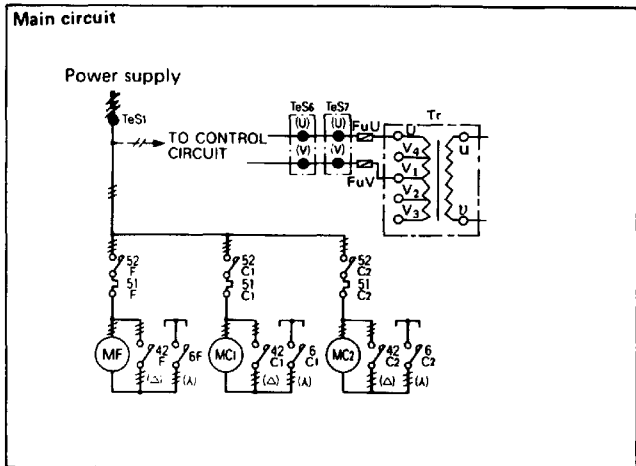 Main circuit
Power supply
TeS1
TO CONTROL
CIRCUIT
TeS6 TeS7
(U) (U)
(V) (V)
FuU
FuV
Tr
U
V4
V1
V2
V3
u
v
52 52 52
F C1 C2
51 51 51
F C1 C2
MF 42 6F MC1 42 6 MC2 42 6
F C1 C1 C2 C2
(Δ) (⅄) (Δ) (⅄) (Δ) (⅄)